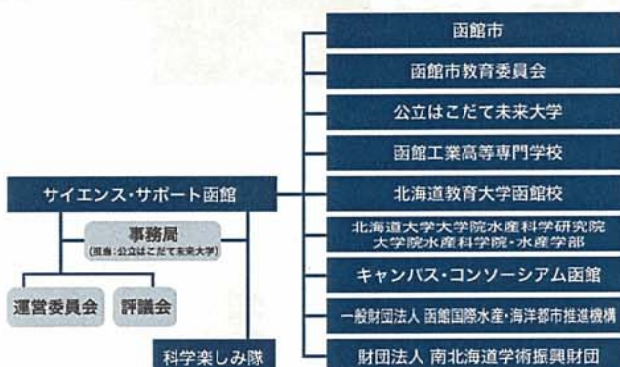 サイエンス・サポート函館
事務局
(担当:公立はこだて未来大学)
運営委員会
評議会
科学楽しみ隊
函館市
函館市教育委員会
公立はこだて未来大学
函館工業高等専門学校
北海道教育大学函館校
北海道大学大学院水産科学研究院
大学院水産科学院・水産学部
キャンパス・コンソーシアム函館
一般財団法人 函館国際水産・海洋都市推進機構
財団法人 南北海道学術振興財団